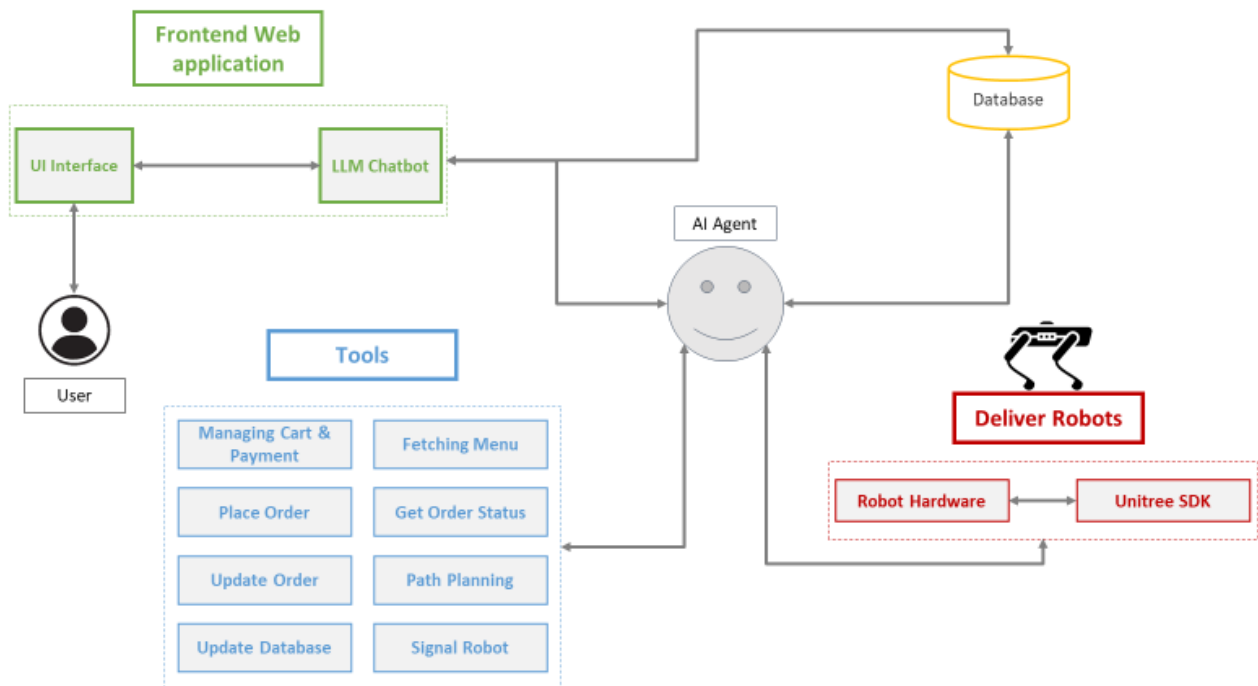 Frontend Web
application
Database
UI Interface
LLM Chatbot
AI Agent
User
Tools
Managing Cart &
Payment
Fetching Menu
Place Order
Get Order Status
Update Order
Path Planning
Update Database
Signal Robot
Deliver Robots
Robot Hardware
Unitree SDK